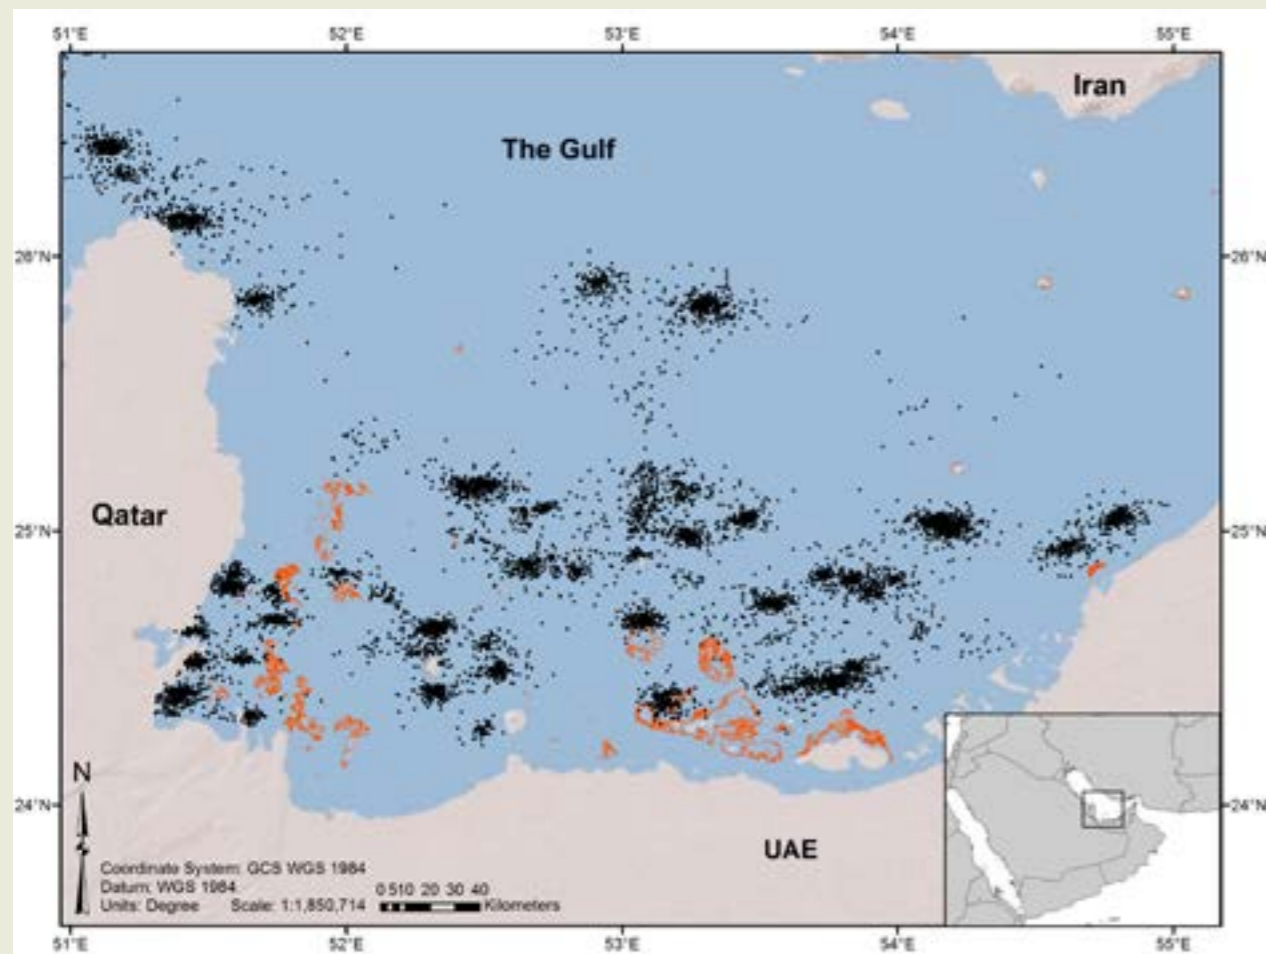 51°E 52°E 53°E 54°E 55°E
Iran
The Gulf
26°N 26°N
Qatar
25°N 25°N
N
24°N 24°N
UAE
Coordinate System: GCS WGS 1984
Datum: WGS 1984
Units: Degree Scale: 1:1,850,714
0 5 10 20 30 40
Kilometers
51°E 52°E 53°E 54°E 55°E